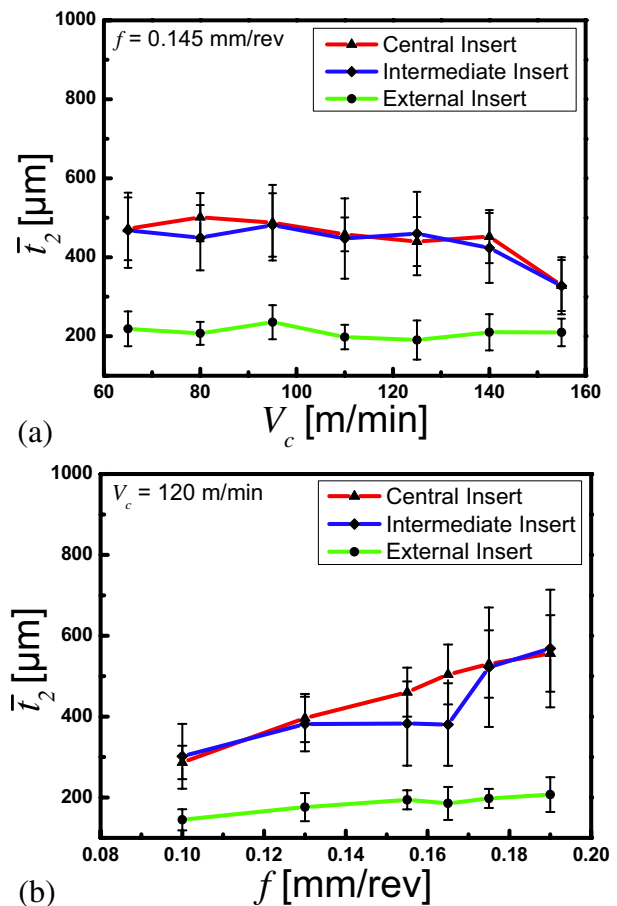 f = 0.145 mm/rev
Central Insert
Intermediate Insert
External Insert
1000
800
600
400
200
t̅₂ [µm]
60 80 100 120 140 160
V_c [m/min]
(a)
V_c = 120 m/min
Central Insert
Intermediate Insert
External Insert
1000
800
600
400
200
t̅₂ [µm]
0.08 0.10 0.12 0.14 0.16 0.18 0.20
f [mm/rev]
(b)